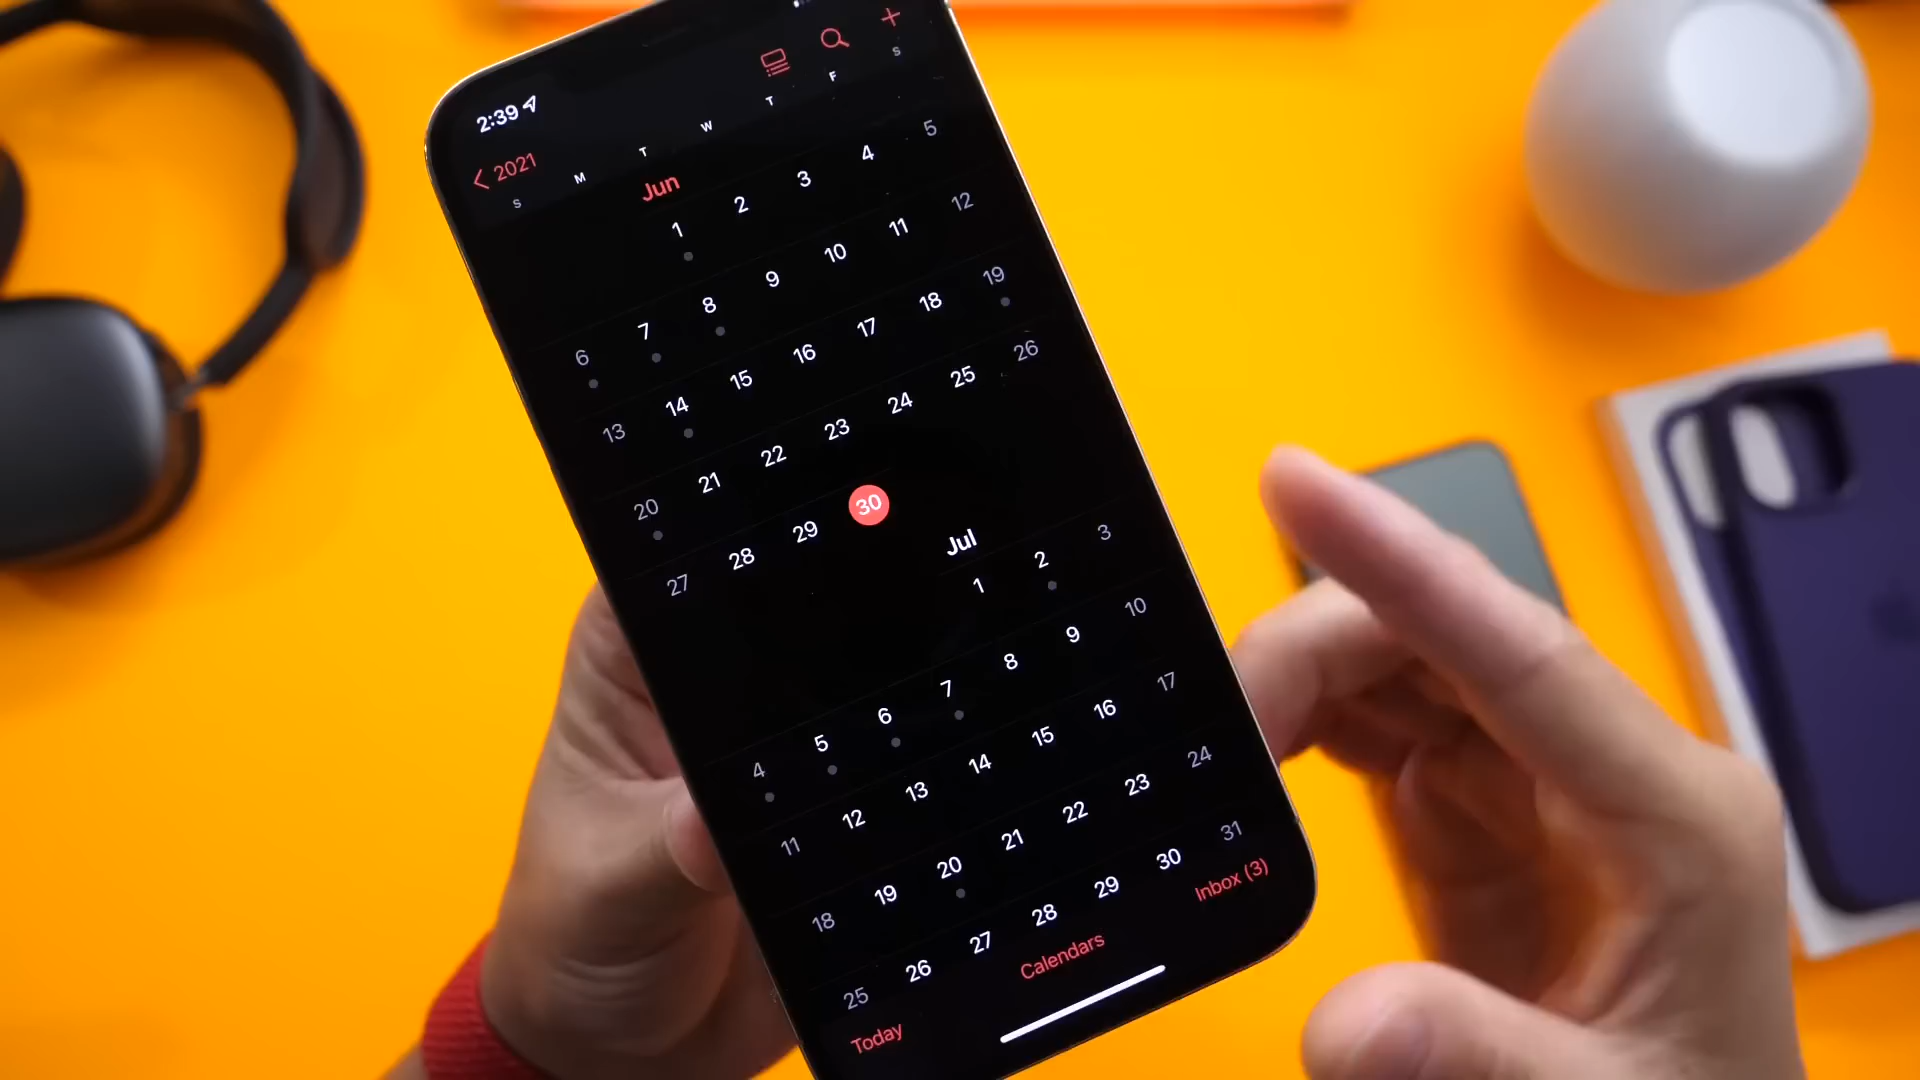 2:39
< 2021
S M T W T F S
Jun
1 2 3 4 5
6 7 8 9 10 11 12
13 14 15 16 17 18 19
20 21 22 23 24 25 26
27 28 29 30
Jul
1 2 3
4 5 6 7 8 9 10
11 12 13 14 15 16 17
18 19 20 21 22 23 24
25 26 27 28 29 30 31
Today Calendars Inbox (3)